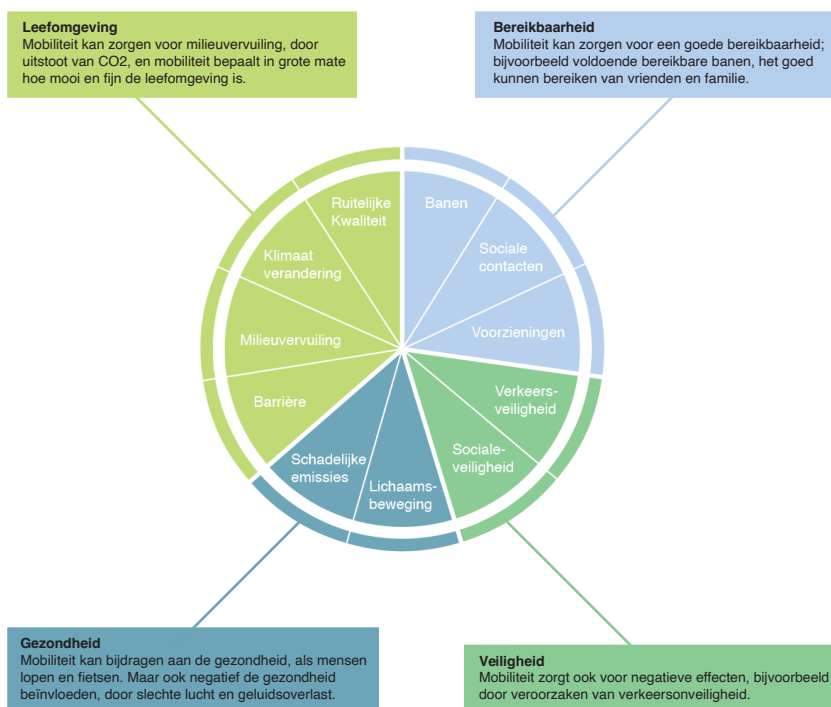 Leefomgeving
Mobiliteit kan zorgen voor milieuvervuiling, door
uitstoot van CO2, en mobiliteit bepaalt in grote mate
hoe mooi en fijn de leefomgeving is.
Bereikbaarheid
Mobiliteit kan zorgen voor een goede bereikbaarheid;
bijvoorbeeld voldoende bereikbare banen, het goed
kunnen bereiken van vrienden en familie.
Ruitelijke
Kwaliteit
Banen
Klimaat
verandering
Sociale
contacten
Milieuvervuiling
Voorzieningen
Barrière
Verkeers-
veiligheid
Schadelijke
emissies
Lichaams-
beweging
Sociale-
veiligheid
Gezondheid
Mobiliteit kan bijdragen aan de gezondheid, als mensen
lopen en fietsen. Maar ook negatief de gezondheid
beïnvloeden, door slechte lucht en geluidsoverlast.
Veiligheid
Mobiliteit zorgt ook voor negatieve effecten, bijvoorbeeld
door veroorzaken van verkeersonveiligheid.